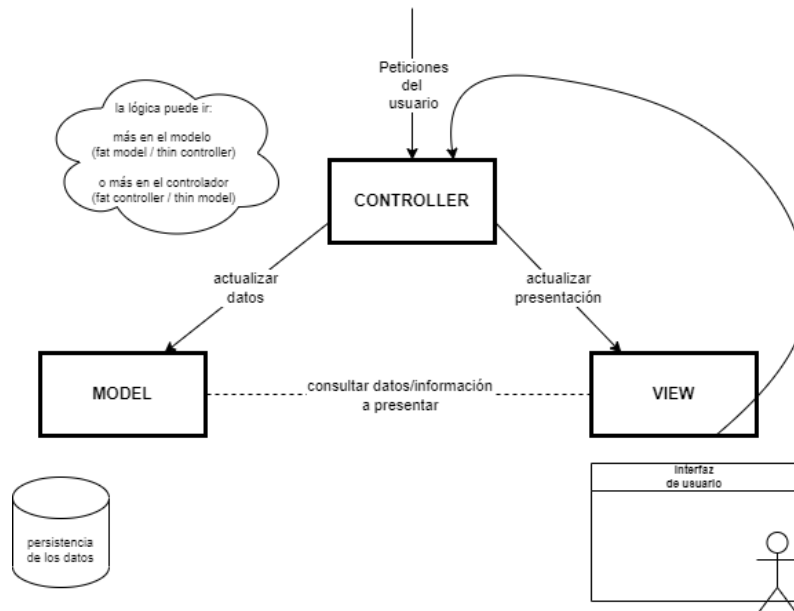 Peticiones
del
usuario
la lógica puede ir:
más en el modelo
(fat model / thin controller)
o más en el controlador
(fat controller / thin model)
CONTROLLER
actualizar
datos
actualizar
presentación
MODEL
consultar datos/información
a presentar
VIEW
Interfaz
de usuario
persistencia
de los datos